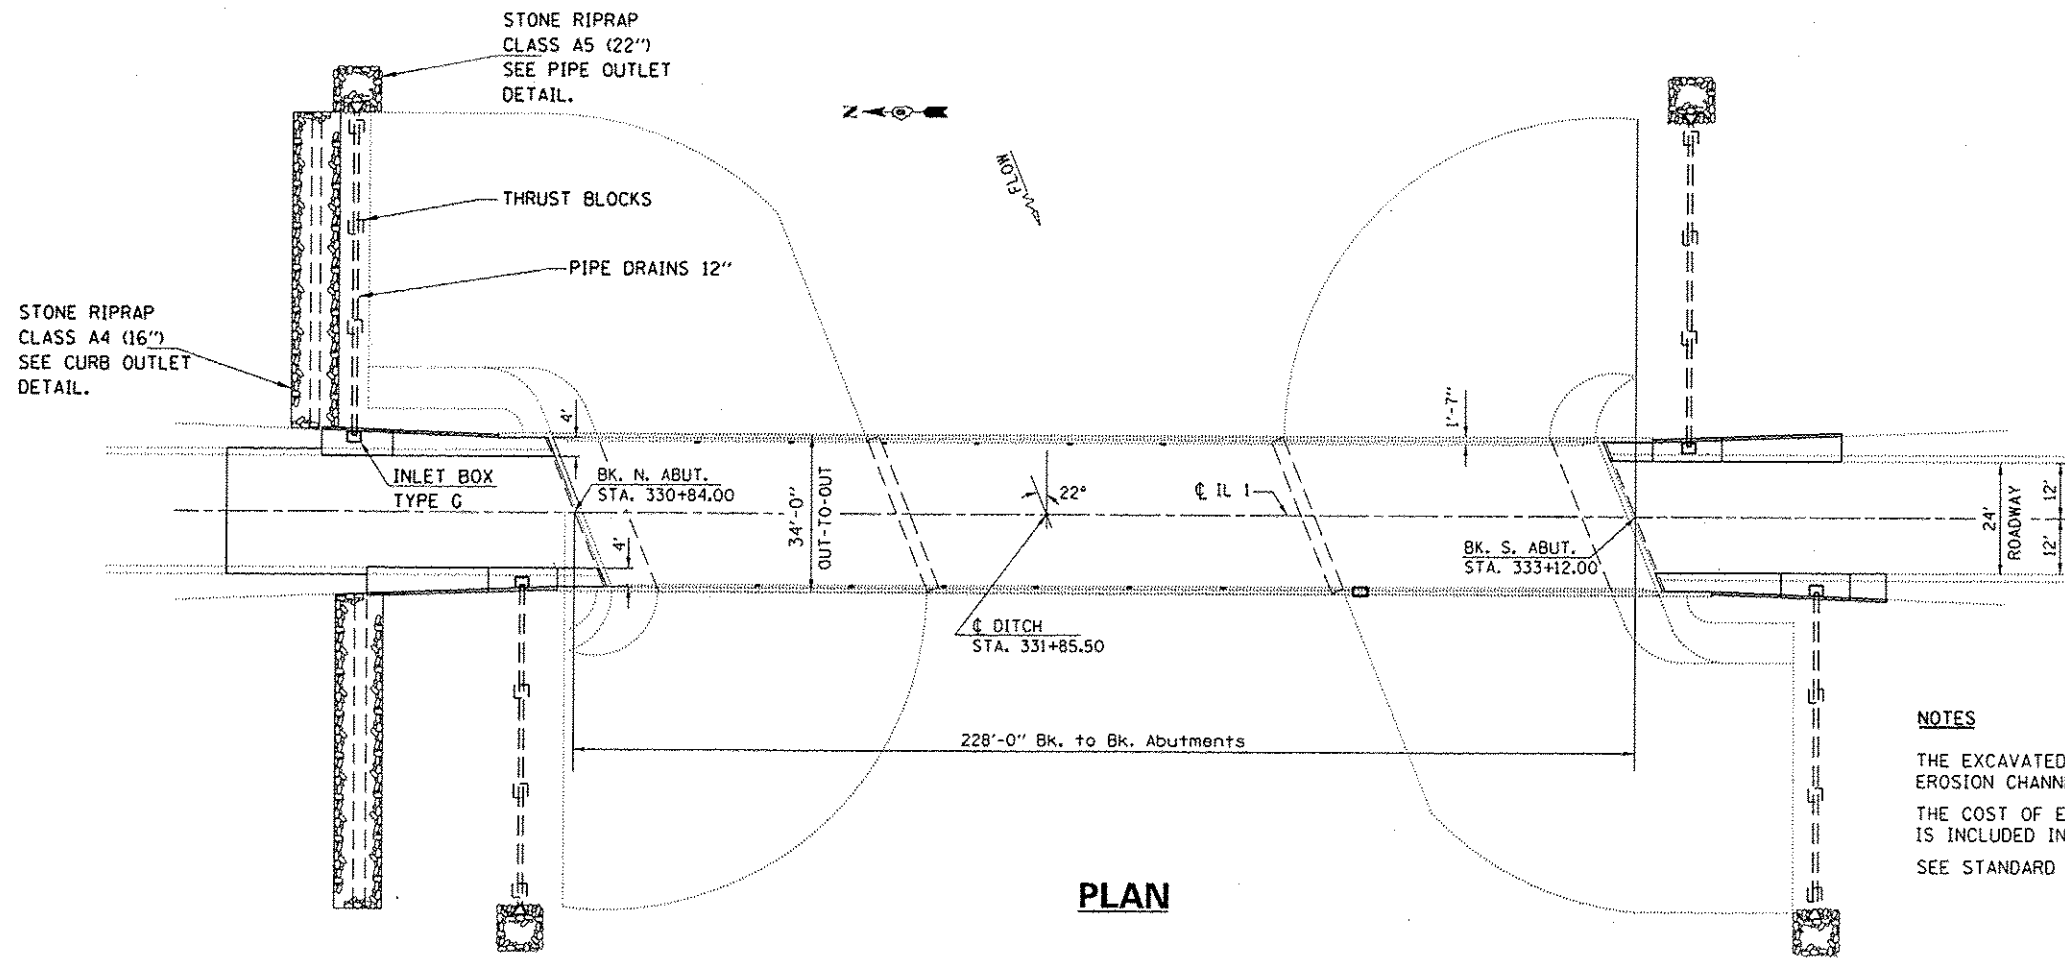 STONE RIPRAP
CLASS A5 (22")
SEE PIPE OUTLET
DETAIL.
N
FLOW
THRUST BLOCKS
PIPE DRAINS 12"
STONE RIPRAP
CLASS A4 (16")
SEE CURB OUTLET
DETAIL.
4'
1'-7"
INLET BOX
TYPE G
BK. N. ABUT.
STA. 330+84.00
34'-0"
OUT-TO-OUT
22°
℄ IL 1
BK. S. ABUT.
STA. 333+12.00
24'
ROADWAY
12'
12'
4'
℄ DITCH
STA. 331+85.50
228'-0" Bk. to Bk. Abutments
NOTES
THE EXCAVATED
EROSION CHANN
THE COST OF E
IS INCLUDED IN
SEE STANDARD
PLAN